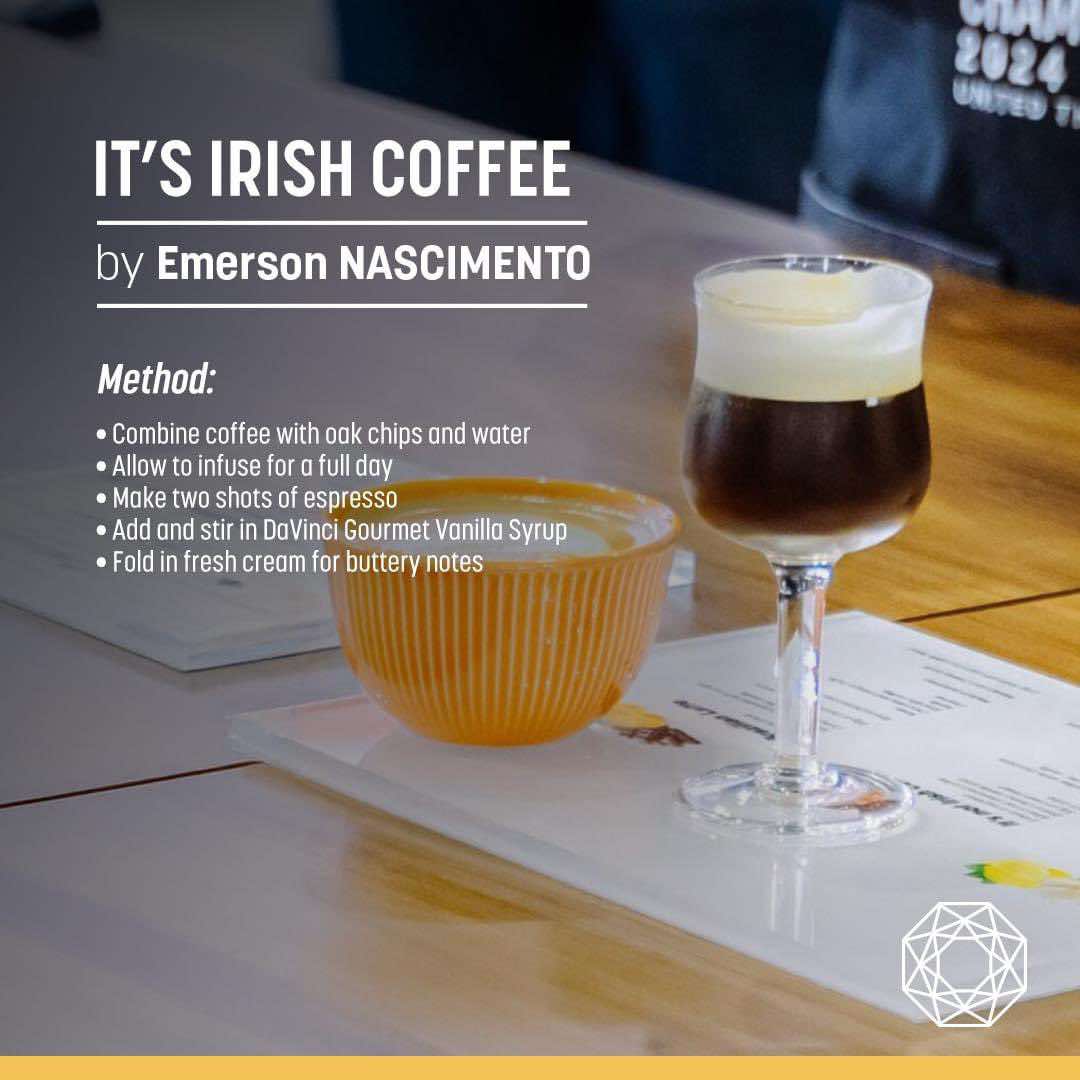 CHAM
2024
UNITED
IT'S IRISH COFFEE
by Emerson NASCIMENTO
Method:
• Combine coffee with oak chips and water
• Allow to infuse for a full day
• Make two shots of espresso
• Add and stir in DaVinci Gourmet Vanilla Syrup
• Fold in fresh cream for buttery notes